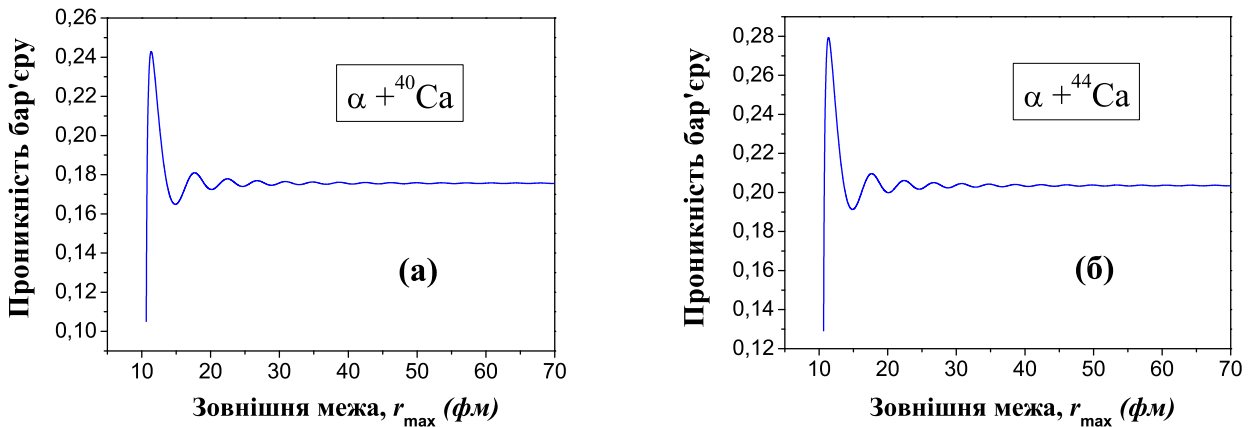 0,26
0,24
0,22
0,20
0,18
0,16
0,14
0,12
0,10
Проникність бар'єру
α + ⁴⁰Ca
(а)
10 20 30 40 50 60 70
Зовнішня межа, r_max (фм)
0,28
0,26
0,24
0,22
0,20
0,18
0,16
0,14
0,12
Проникність бар'єру
α + ⁴⁴Ca
(б)
10 20 30 40 50 60 70
Зовнішня межа, r_max (фм)